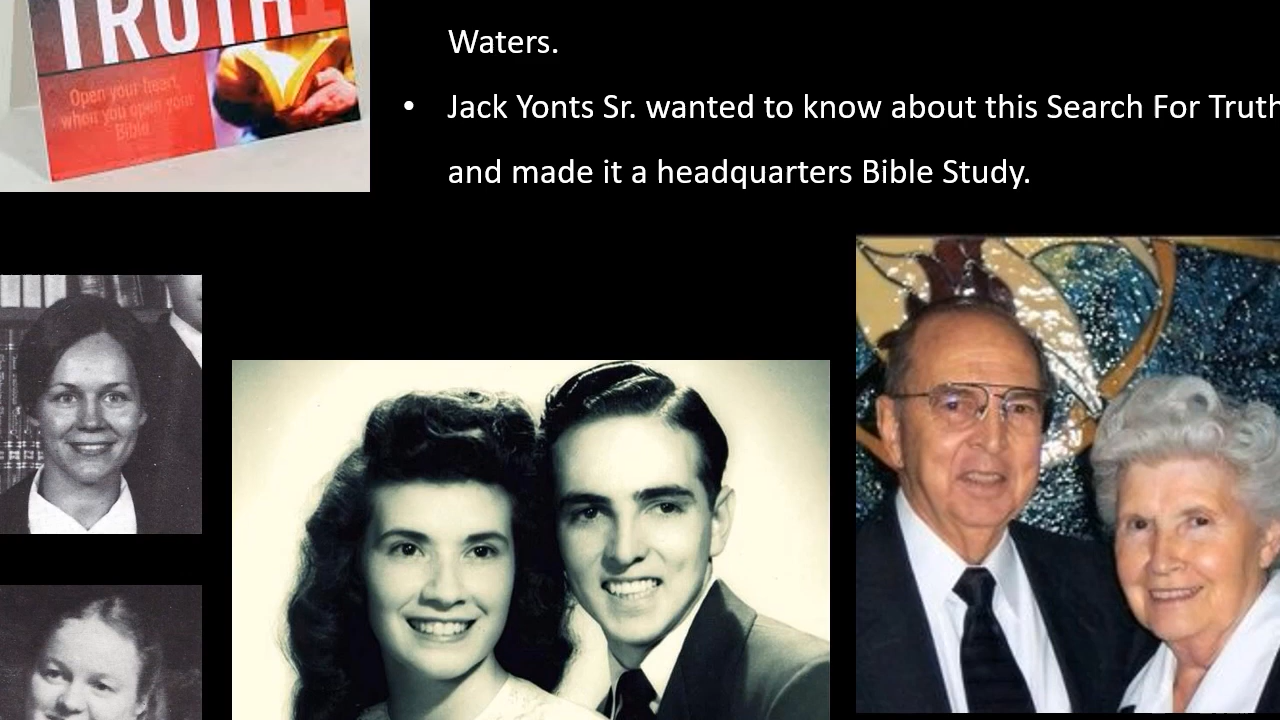 TRUTH
Open your heart,
when you open your
Bible
Waters.
• Jack Yonts Sr. wanted to know about this Search For Truth
and made it a headquarters Bible Study.